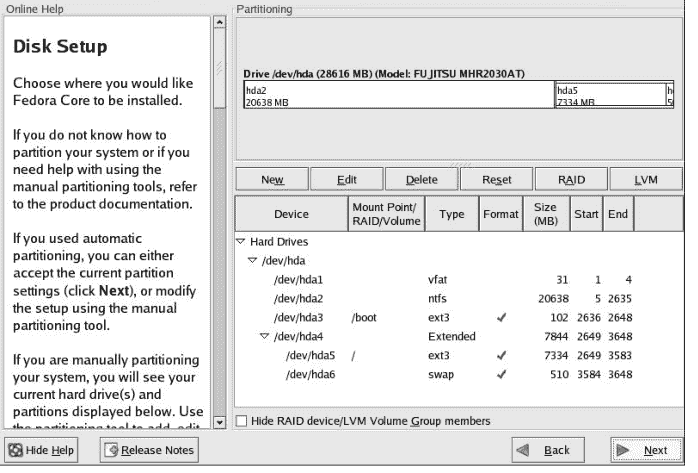 Online Help
Disk Setup
Choose where you would like
Fedora Core to be installed.
If you do not know how to
partition your system or if you
need help with using the
manual partitioning tools, refer
to the product documentation.
If you used automatic
partitioning, you can either
accept the current partition
settings (click Next), or modify
the setup using the manual
partitioning tool.
If you are manually partitioning
your system, you will see your
current hard drive(s) and
partitions displayed below. Use
the partitioning tool to add, edit,
Hide Help
Release Notes
Partitioning
Drive /dev/hda (28616 MB) (Model: FUJITSU MHR2030AT)
hda2
20638 MB
hda5
7334 MB
New Edit Delete Reset RAID LVM
Device Mount Point/ RAID/Volume Type Format Size (MB) Start End
Hard Drives
/dev/hda
/dev/hda1 vfat 31 1 4
/dev/hda2 ntfs 20638 5 2635
/dev/hda3 /boot ext3 102 2636 2648
/dev/hda4 Extended 7844 2649 3648
/dev/hda5 / ext3 7334 2649 3583
/dev/hda6 swap 510 3584 3648
Hide RAID device/LVM Volume Group members
Back
Next